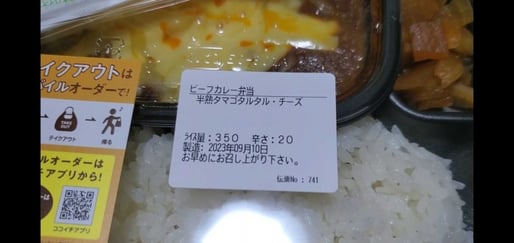 イクアウトは
バイルオーダーで!
TAKE OUT
テイクアウト
帰る
ルオーダーは
チアプリから!
ココイチアプリ
ビーフカレー弁当
半熟タマゴタルタル・チーズ
ライス量:350 辛さ:20
製造:2023年09月10日
お早めにお召し上がり下さい。
伝票No:741